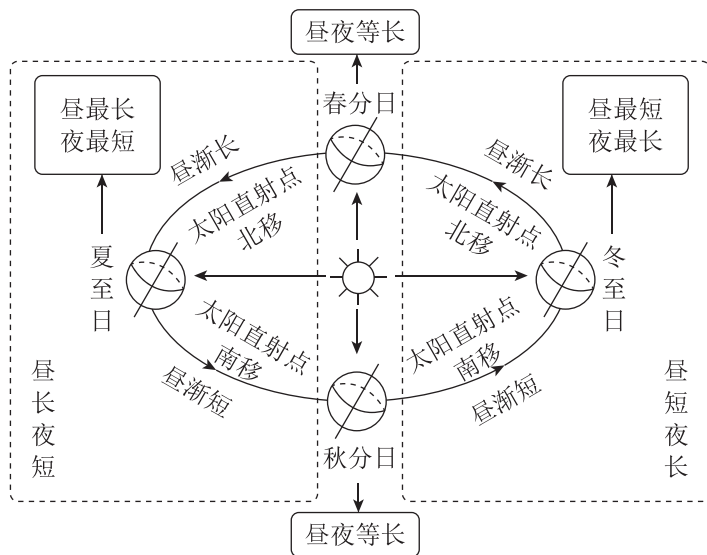 昼夜等长
春分日
昼最长
夜最短
昼最短
夜最长
昼渐长
太阳直射点
北移
昼渐长
太阳直射点
北移
夏至日
冬至日
太阳直射点
南移
昼渐短
太阳直射点
南移
昼渐短
昼长夜短
昼短夜长
秋分日
昼夜等长